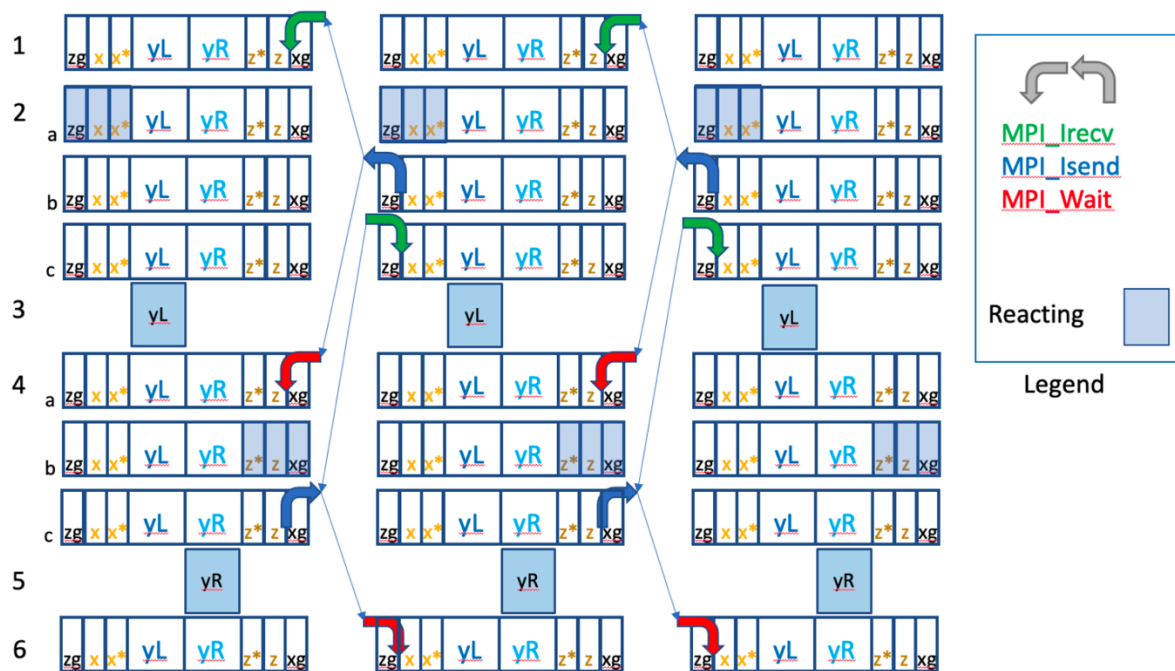 1 zg x x* yL yR z* z xg zg x x* yL yR z* z xg zg x x* yL yR z* z xg
2 a zg x x* yL yR z* z xg zg x x* yL yR z* z xg zg x x* yL yR z* z xg
b zg x x* yL yR z* z xg zg x x* yL yR z* z xg zg x x* yL yR z* z xg
c zg x x* yL yR z* z xg zg x x* yL yR z* z xg zg x x* yL yR z* z xg
3 yL yL yL
4 a zg x x* yL yR z* z xg zg x x* yL yR z* z xg zg x x* yL yR z* z xg
b zg x x* yL yR z* z xg zg x x* yL yR z* z xg zg x x* yL yR z* z xg
c zg x x* yL yR z* z xg zg x x* yL yR z* z xg zg x x* yL yR z* z xg
5 yR yR yR
6 zg x x* yL yR z* z xg zg x x* yL yR z* z xg zg x x* yL yR z* z xg
MPI_Irecv
MPI_Isend
MPI_Wait
Reacting
Legend